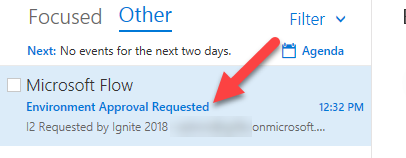 Focused Other Filter
Next: No events for the next two days. Agenda
Microsoft Flow
Environment Approval Requested 12:32 PM
I2 Requested by Ignite 2018 onmicrosoft....